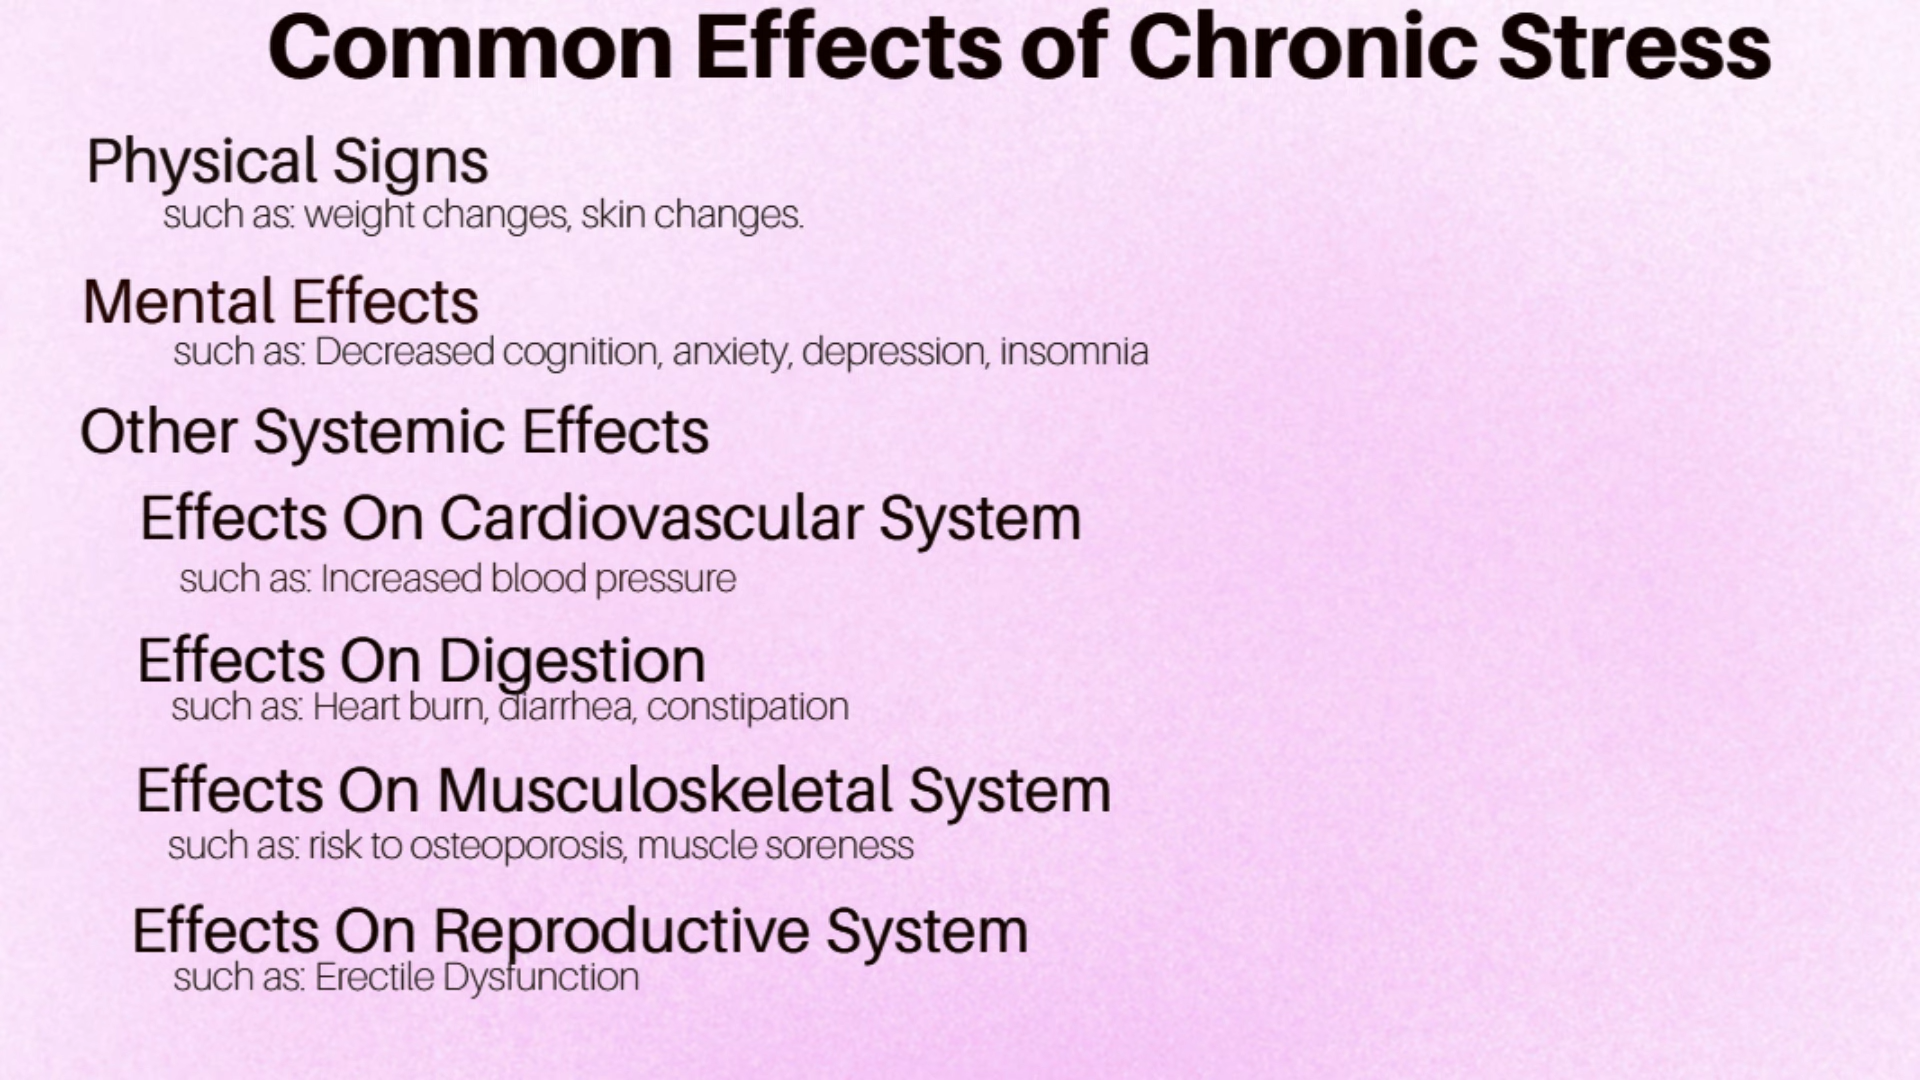 Common Effects of Chronic Stress
Physical Signs
such as: weight changes, skin changes.
Mental Effects
such as: Decreased cognition, anxiety, depression, insomnia
Other Systemic Effects
Effects On Cardiovascular System
such as: Increased blood pressure
Effects On Digestion
such as: Heart burn, diarrhea, constipation
Effects On Musculoskeletal System
such as: risk to osteoporosis, muscle soreness
Effects On Reproductive System
such as: Erectile Dysfunction